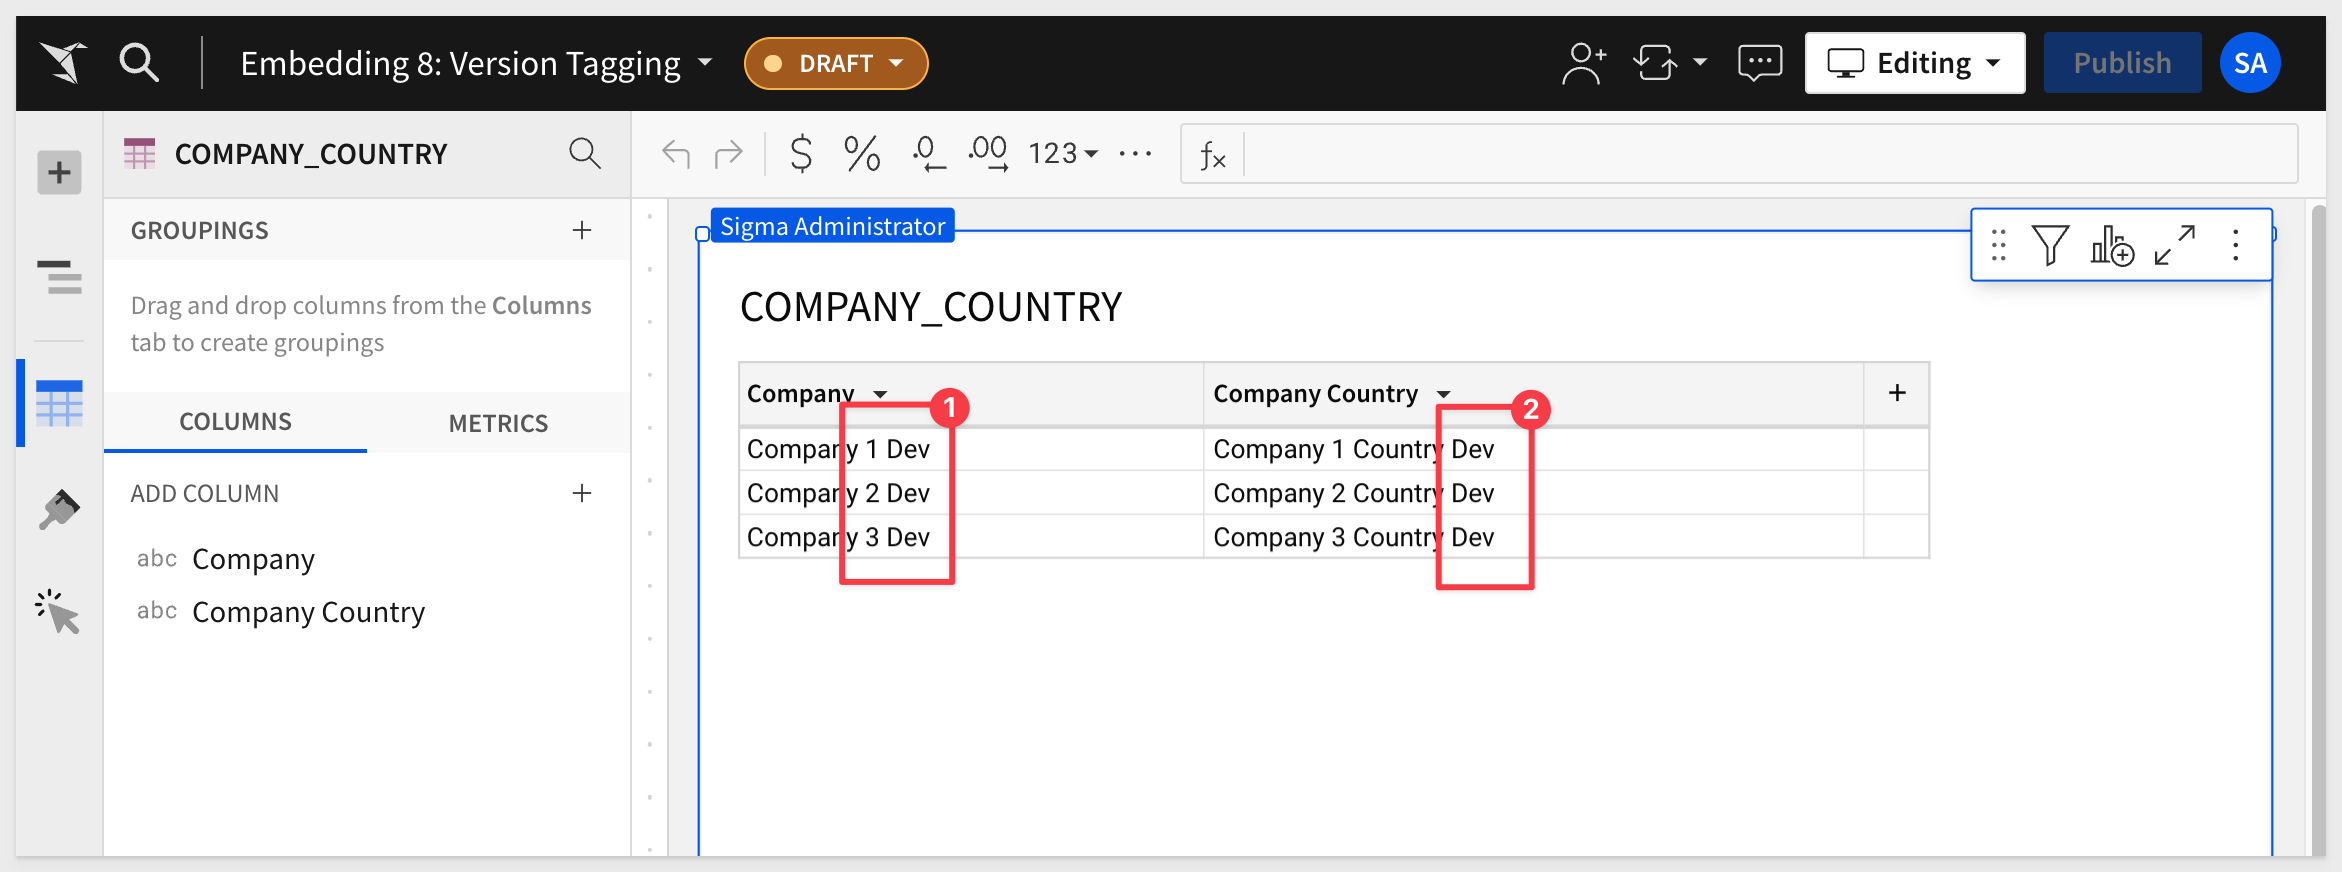 Embedding 8: Version Tagging
DRAFT
Editing
Publish
SA
COMPANY_COUNTRY
$ % .0 .00 123 ... fx
GROUPINGS
Drag and drop columns from the Columns
tab to create groupings
COLUMNS
METRICS
ADD COLUMN
abc Company
abc Company Country
Sigma Administrator
COMPANY_COUNTRY
Company
Company Country
1
2
Company 1 Dev
Company 1 Country Dev
Company 2 Dev
Company 2 Country Dev
Company 3 Dev
Company 3 Country Dev